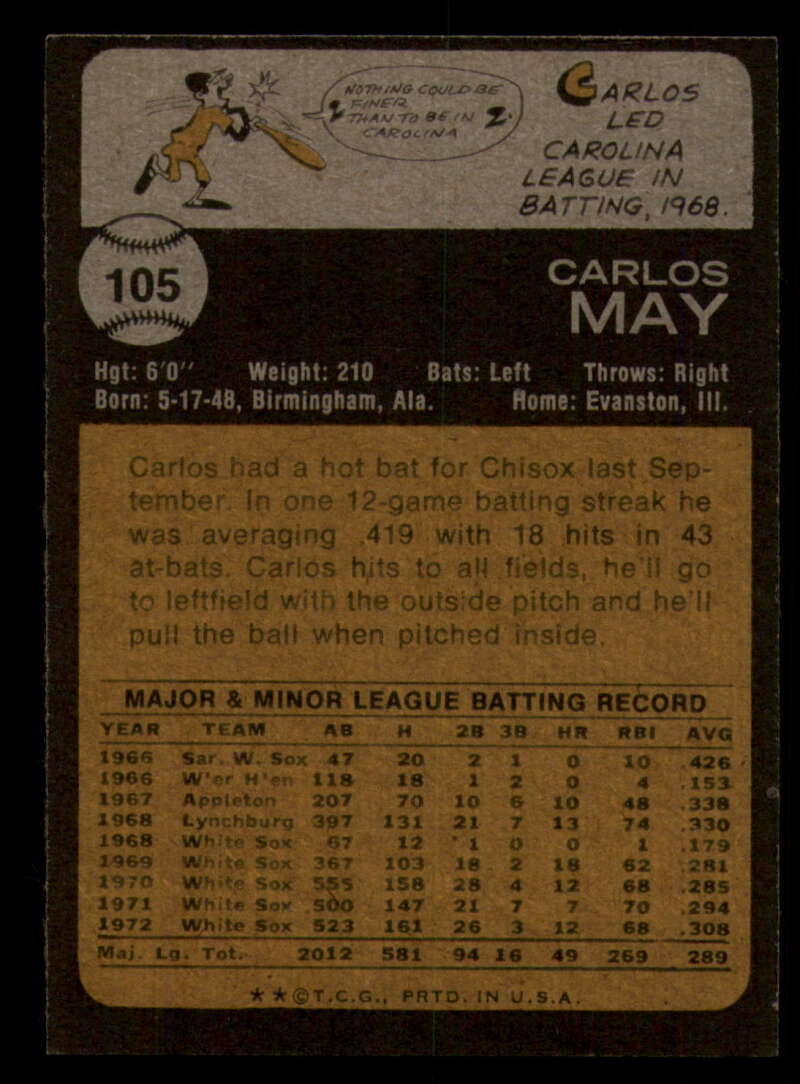 NOTHING COULD BE
FINER
THAN TO BE IN
CAROLINA
CARLOS
LED
CAROLINA
LEAGUE IN
BATTING, 1968.
105
CARLOS
MAY
Hgt: 6'0" Weight: 210 Bats: Left Throws: Right
Born: 5-17-48, Birmingham, Ala. Home: Evanston, Ill.
Carlos had a hot bat for Chisox last Sep-
tember. In one 12-game batting streak he
was averaging .419 with 18 hits in 43
at-bats. Carlos hits to all fields, he'll go
to leftfield with the outside pitch and he'll
pull the ball when pitched inside.
MAJOR & MINOR LEAGUE BATTING RECORD
YEAR TEAM AB H 2B 3B HR RBI AVG
1966 Sar. W. Sox 47 20 2 1 0 10 .426
1966 W'er H'en 118 18 1 2 0 4 .153
1967 Appleton 207 70 10 6 10 48 .338
1968 Lynchburg 397 131 21 7 13 74 .330
1968 White Sox 67 12 1 0 0 1 .179
1969 White Sox 367 103 18 2 18 62 .281
1970 White Sox 555 158 28 4 12 68 .285
1971 White Sox 500 147 21 7 7 70 .294
1972 White Sox 523 161 26 3 12 68 .308
Maj. Lg. Tot. 2012 581 94 16 49 269 .289
★★©T.C.G., PRTD. IN U.S.A.